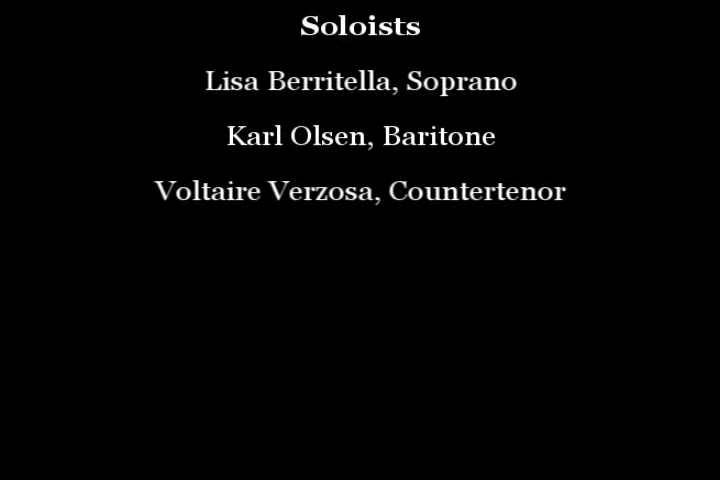 Soloists
Lisa Berritella, Soprano
Karl Olsen, Baritone
Voltaire Verzosa, Countertenor